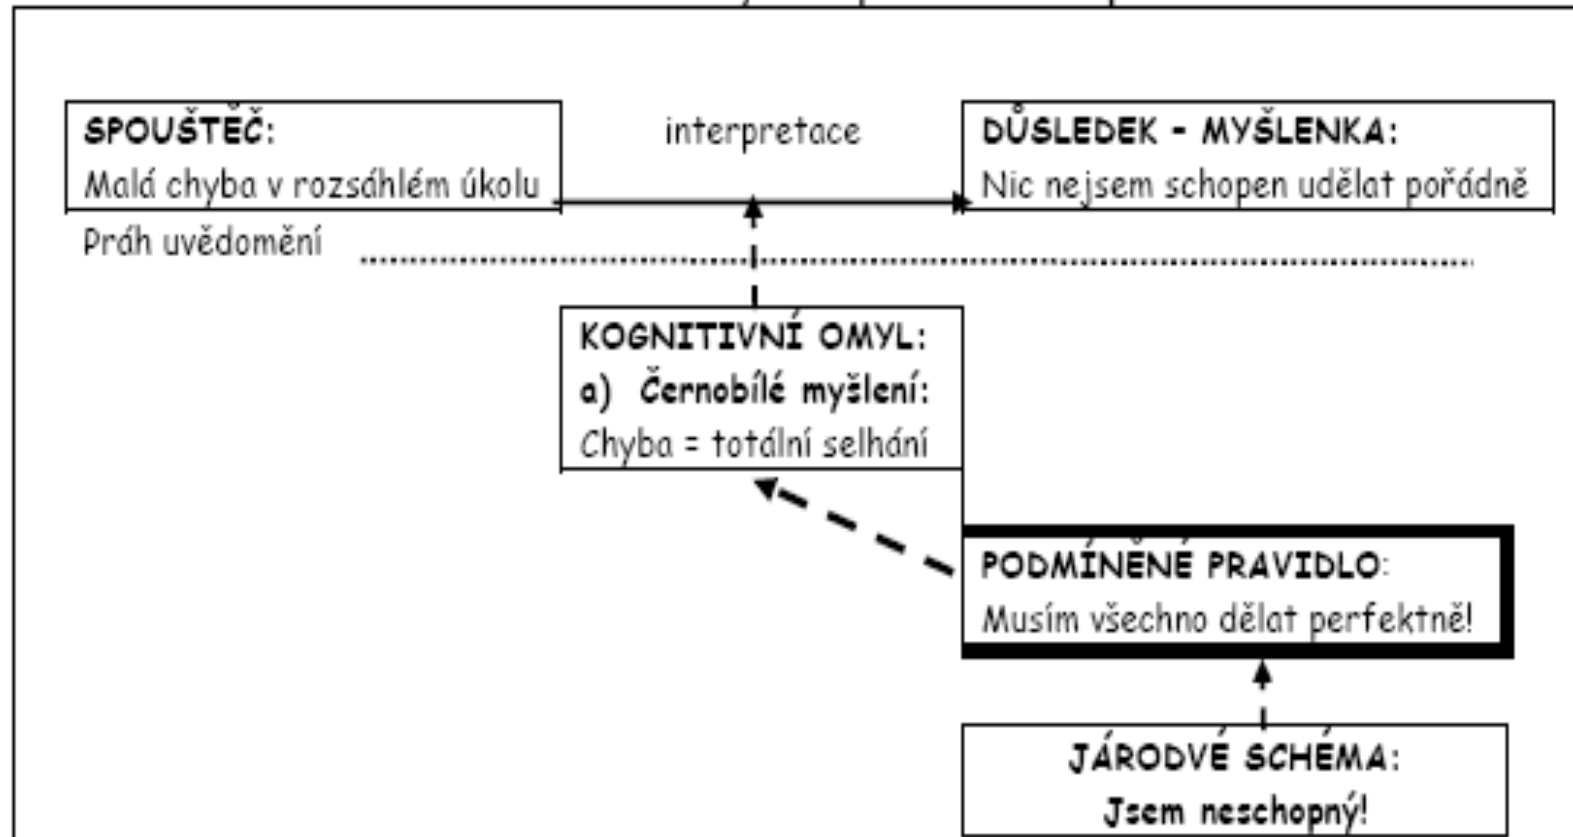 SPOUŠTĚČ:
Malá chyba v rozsáhlém úkolu
interpretace
DŮSLEDEK - MYŠLENKA:
Nic nejsem schopen udělat pořádně
Práh uvědomění
KOGNITIVNÍ OMYL:
a) Černobílé myšlení:
Chyba = totální selhání
PODMÍNĚNÉ PRAVIDLO:
Musím všechno dělat perfektně!
JÁRODVÉ SCHÉMA:
Jsem neschopný!